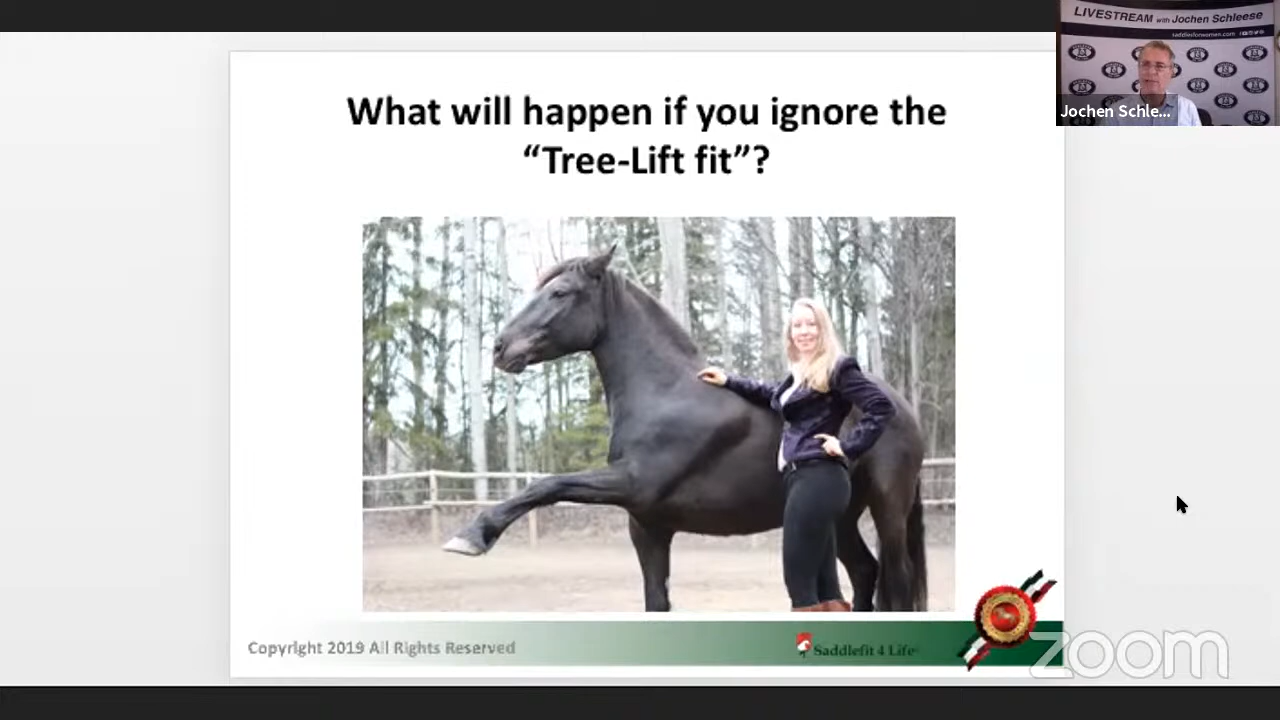 What will happen if you ignore the
“Tree-Lift fit”?
LIVESTREAM with Jochen Schleese
saddlesforwomen.com
Jochen Schle...
Copyright 2019 All Rights Reserved
Saddlefit 4 Life
zoom